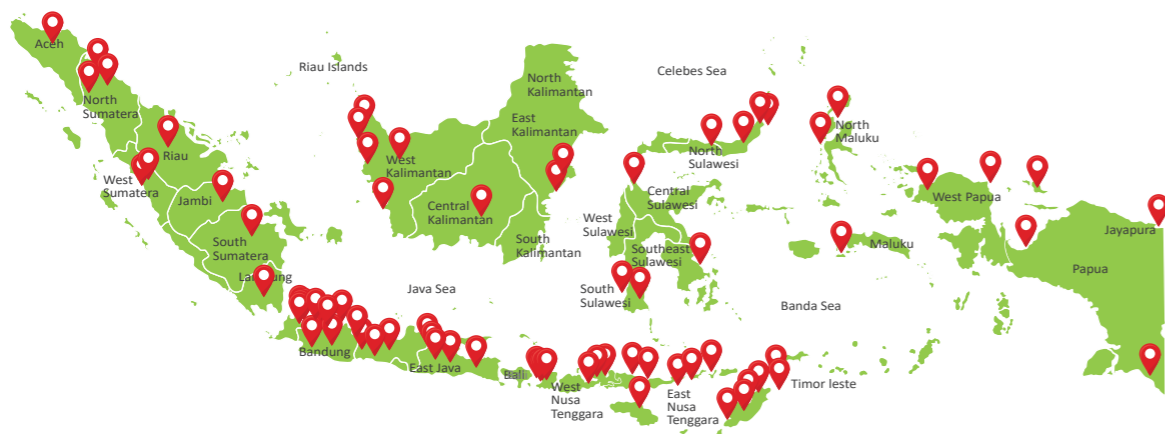 Aceh
North
Sumatera
Riau
West
Sumatera
Jambi
South
Sumatera
Lampung
Riau Islands
North
Kalimantan
East
Kalimantan
West
Kalimantan
Central
Kalimantan
South
Kalimantan
Java Sea
Bandung
East Java
Bali
West
Nusa
Tenggara
East
Nusa
Tenggara
Timor leste
Celebes Sea
North
Sulawesi
Central
Sulawesi
West
Sulawesi
Southeast
Sulawesi
South
Sulawesi
North
Maluku
Maluku
Banda Sea
West Papua
Jayapura
Papua